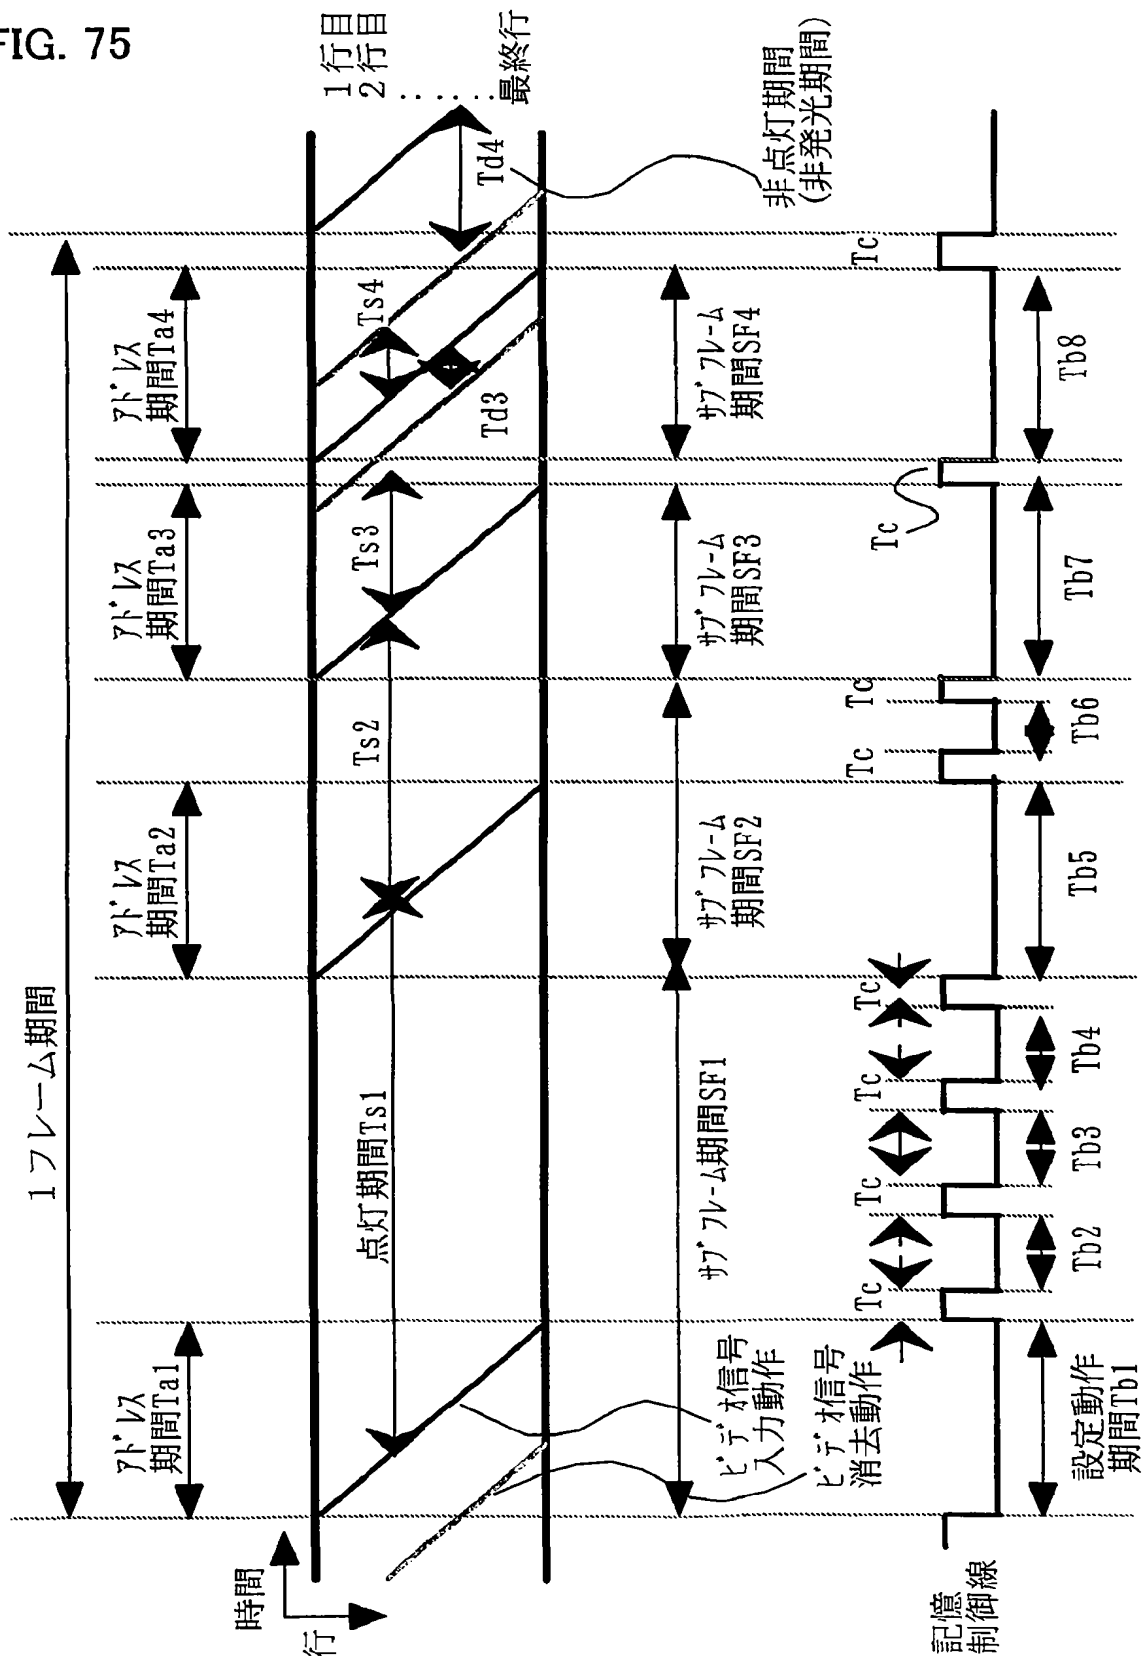 FIG. 75
1フレーム期間
アドレス
期間Ta1
アドレス
期間Ta2
アドレス
期間Ta3
アドレス
期間Ta4
時間
行
1行目
2行目
......
最終行
点灯期間Ts1
Ts2
Ts3
Ts4
Td3
Td4
ビデオ信号
入力動作
ビデオ信号
消去動作
非点灯期間
(非発光期間)
サブフレーム期間SF1
サブフレーム
期間SF2
サブフレーム
期間SF3
サブフレーム
期間SF4
記憶
制御線
Tc
Tc
Tc
Tc
Tc
Tc
Tc
Tc
設定動作
期間Tb1
Tb2
Tb3
Tb4
Tb5
Tb6
Tb7
Tb8